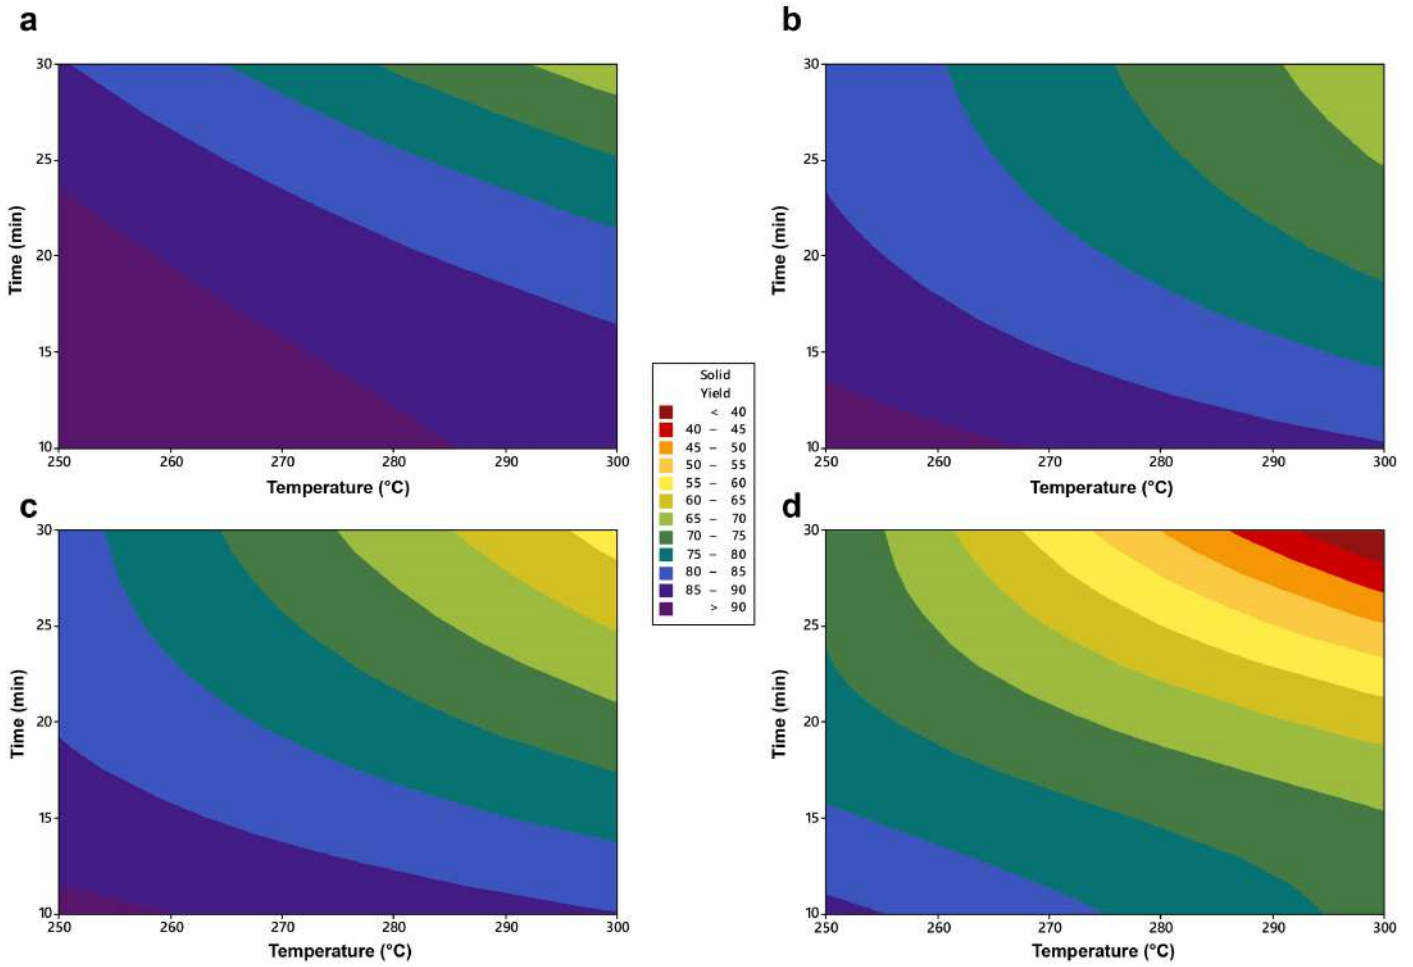 a
b
30
25
20
15
10
Time (min)
250 260 270 280 290 300
Temperature (°C)
30
25
20
15
10
Time (min)
250 260 270 280 290 300
Temperature (°C)
Solid
Yield
< 40
40 – 45
45 – 50
50 – 55
55 – 60
60 – 65
65 – 70
70 – 75
75 – 80
80 – 85
85 – 90
> 90
c
d
30
25
20
15
10
Time (min)
250 260 270 280 290 300
Temperature (°C)
30
25
20
15
10
Time (min)
250 260 270 280 290 300
Temperature (°C)